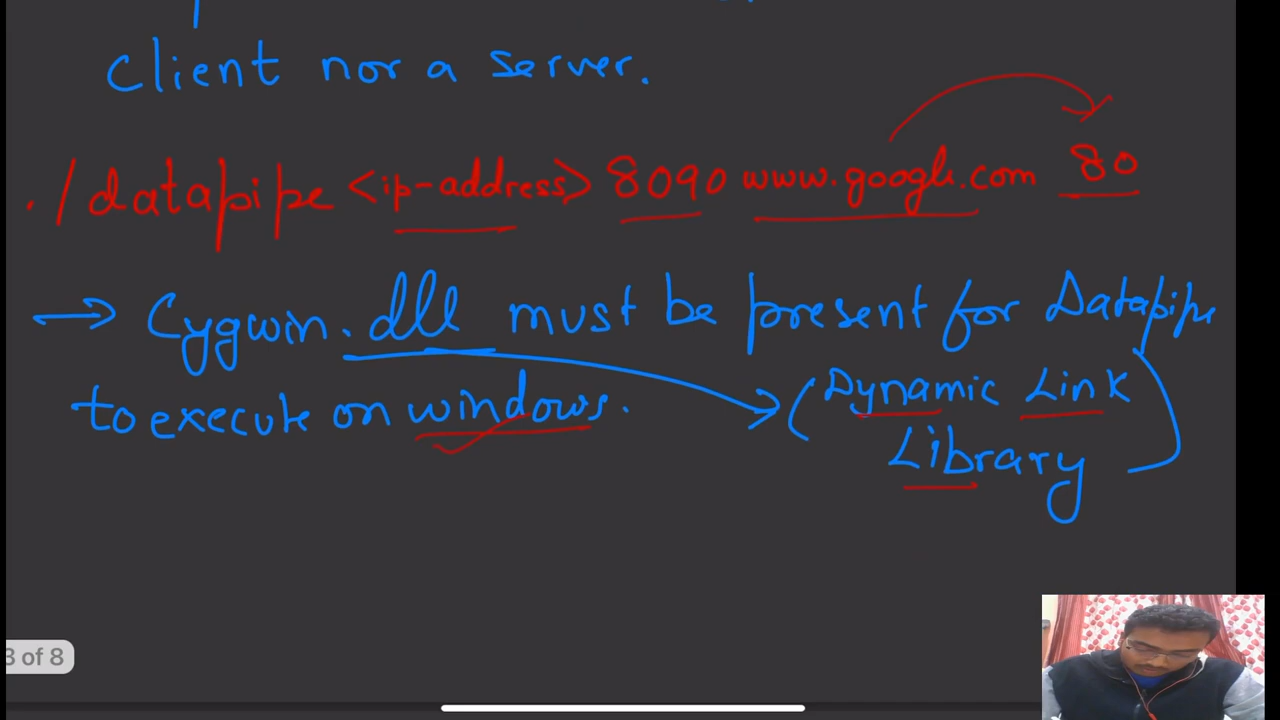 client nor a server.
./datapipe <ip-address> 8090 www.google.com 80
→ Cygwin.dll must be present for Datapipe
to execute on windows. → (Dynamic Link
Library)
3 of 8